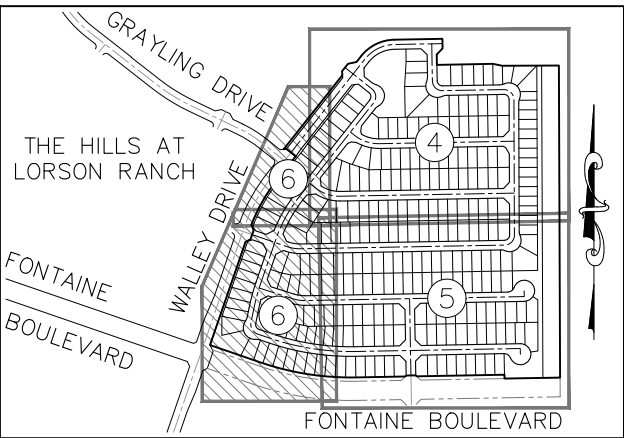 GRAYLING DRIVE
THE HILLS AT
LORSON RANCH
WALLEY DRIVE
4
6
FONTAINE
BOULEVARD
5
6
FONTAINE BOULEVARD